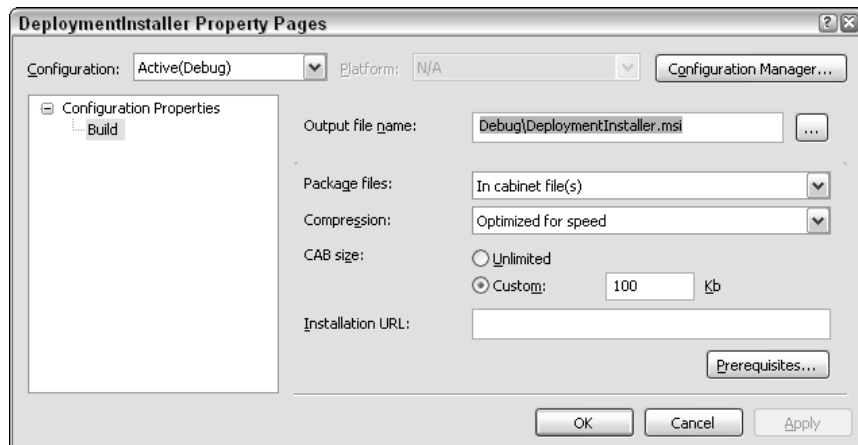 DeploymentInstaller Property Pages
Configuration: Active(Debug) Platform: N/A Configuration Manager...
Configuration Properties
Build
Output file name: Debug\DeploymentInstaller.msi ...
Package files: In cabinet file(s)
Compression: Optimized for speed
CAB size: Unlimited
Custom: 100 Kb
Installation URL:
Prerequisites...
OK Cancel Apply